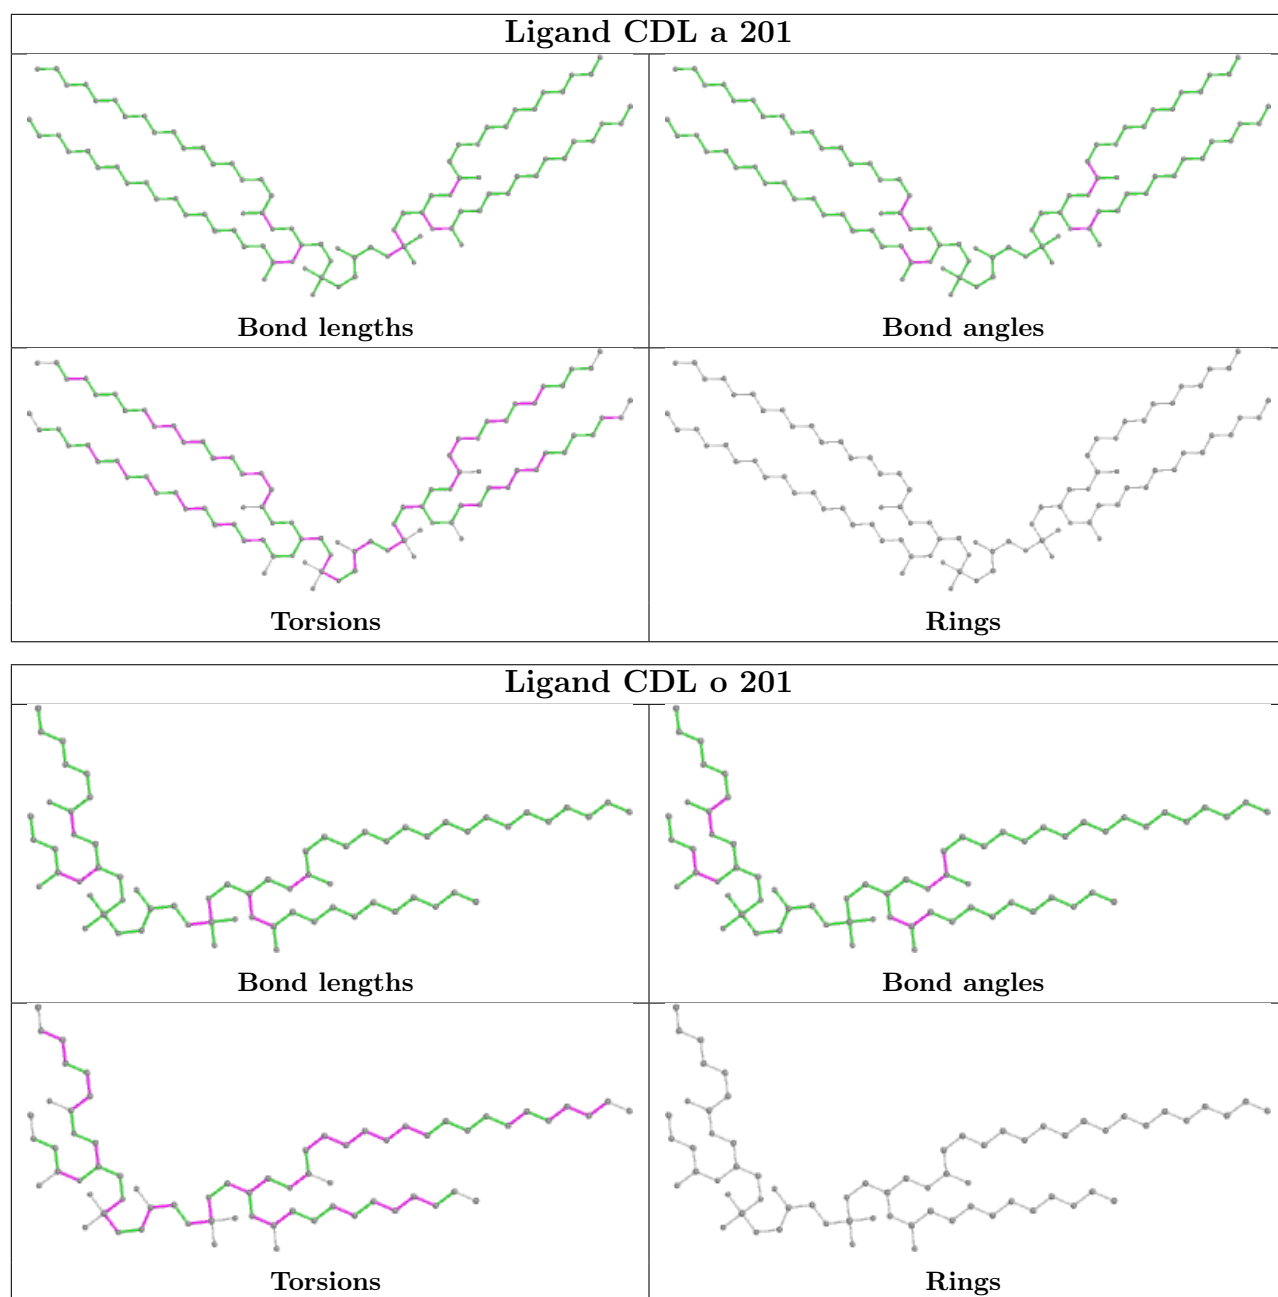 Ligand CDL a 201
Bond lengths
Bond angles
Torsions
Rings
Ligand CDL o 201
Bond lengths
Bond angles
Torsions
Rings